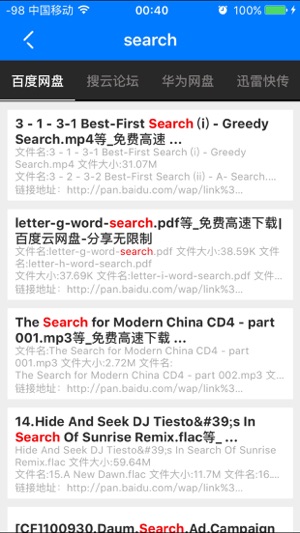 -98 中国移动 00:40 100%
search
百度网盘 搜云论坛 华为网盘 迅雷快传
3 - 1 - 3-1 Best-First Search (i) - Greedy
Search.mp4等_免费高速 ...
文件名:3 - 1 - 3-1 Best-First Search (i) - Greedy
Search.mp4 文件大小:31.07M
文件名:3 - 2 - 3-2 Best-First Search (ii) - A- Search....
链接地址: http://pan.baidu.com/wap/link%3...
letter-g-word-search.pdf等_免费高速下载|
百度云网盘-分享无限制
文件名:letter-g-word-search.pdf 文件大小:38.59K 文件
名:letter-h-word-search.pdf
文件大小:37.69K 文件名:letter-i-word-search.pdf 文件...
链接地址: http://pan.baidu.com/wap/link%3...
The Search for Modern China CD4 - part
001.mp3等_免费高速下载 ...
文件名:The Search for Modern China CD4 - part
001.mp3 文件大小:2.72M 文件名:
The Search for Modern China CD4 - part 002.mp3 文...
链接地址: http://pan.baidu.com/wap/link%3...
14.Hide And Seek DJ Tiesto&#39;s In
Search Of Sunrise Remix.flac等_ ...
Hide And Seek DJ Tiesto&#39;s In Search Of Sunrise
Remix.flac 文件大小:59.64M
文件名:15.A New Dawn.flac 文件大小:11.7M 文件名:16....
链接地址: http://pan.baidu.com/wap/link%3...
[CF1100930.Daum.Search.Ad.Campaign